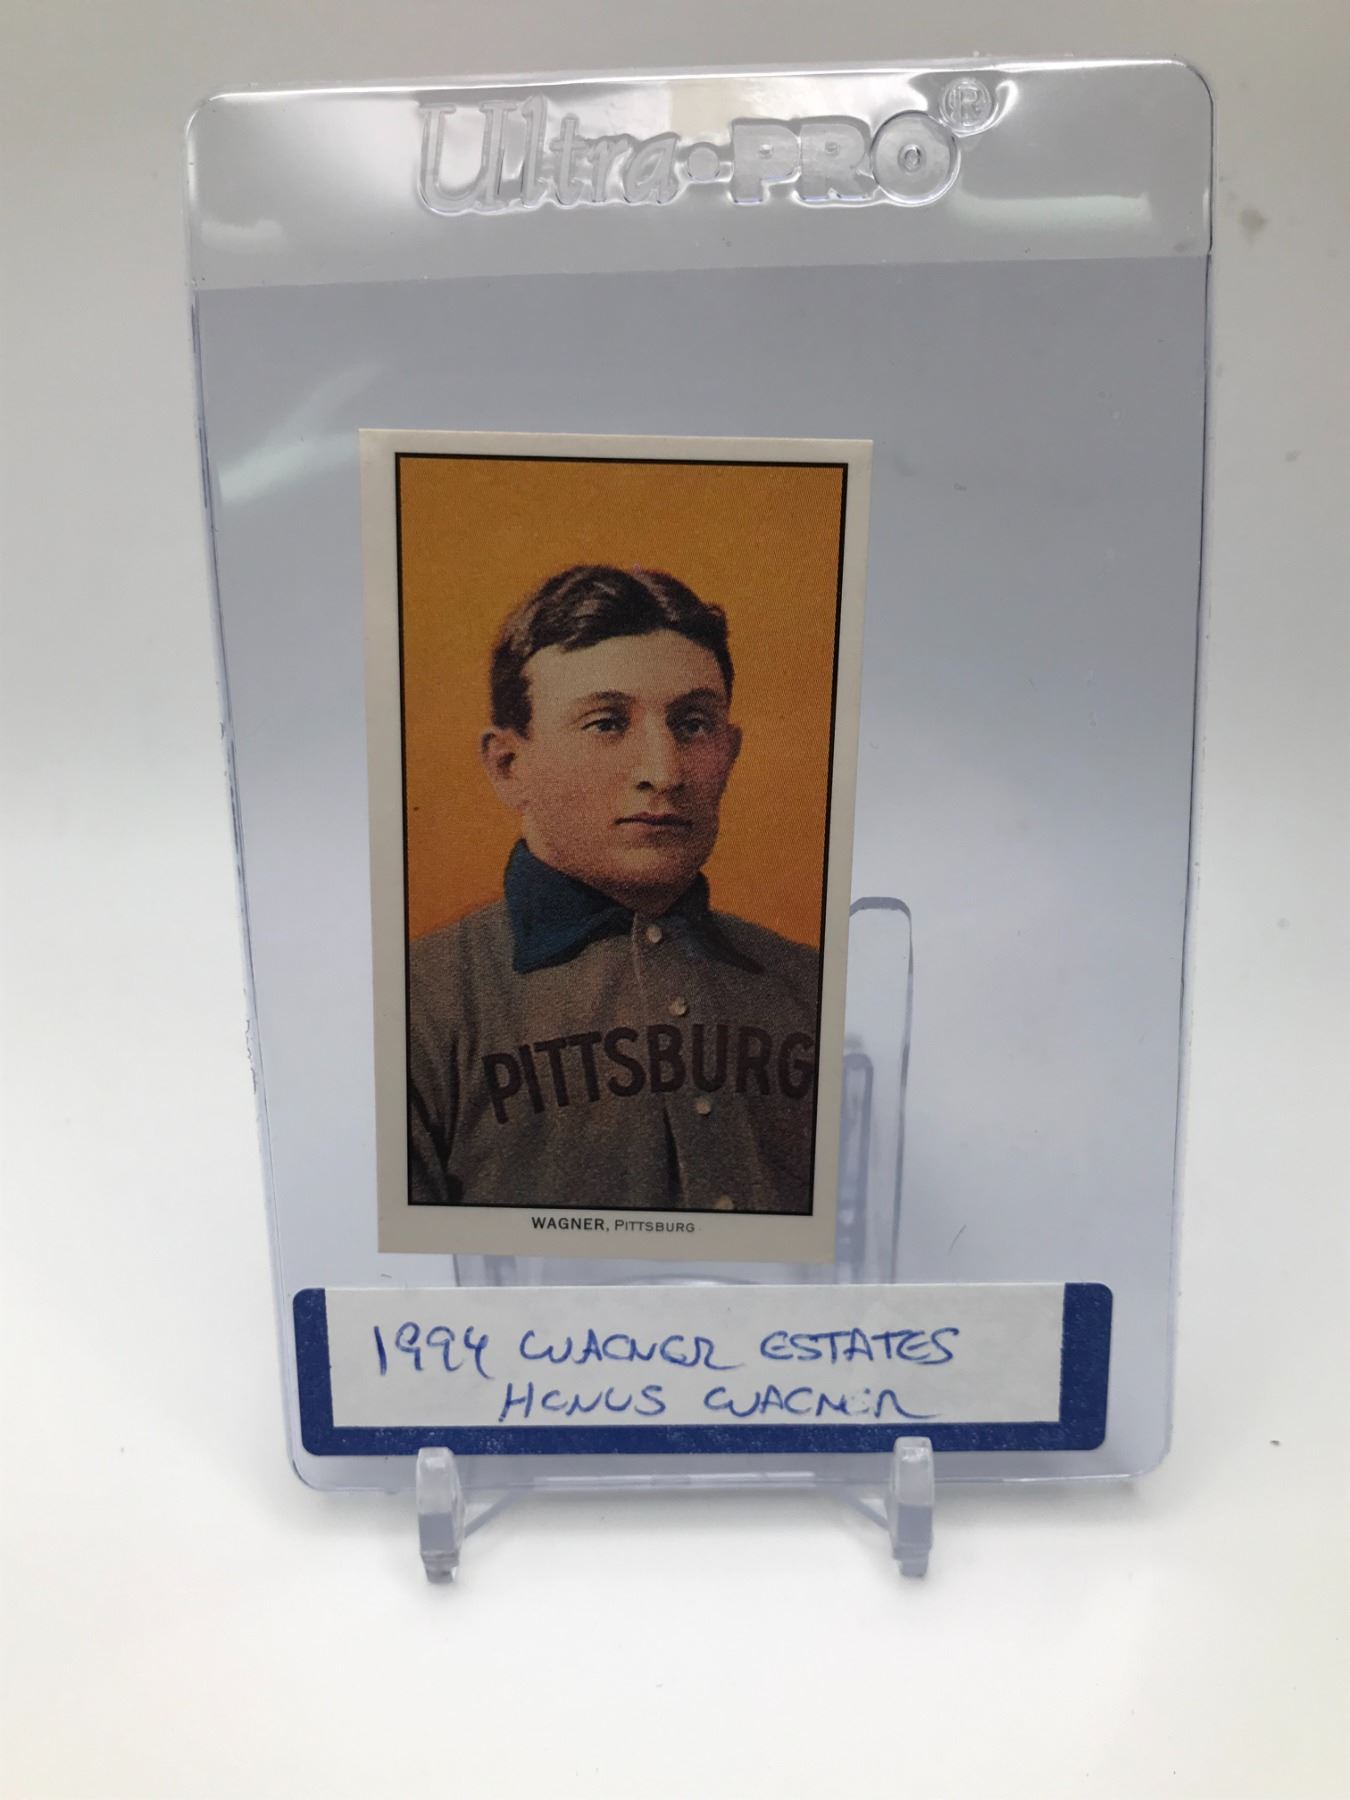 Ultra•PRO®
PITTSBURG
WAGNER, PITTSBURG
1994 WAGNER ESTATES
HONUS WAGNER